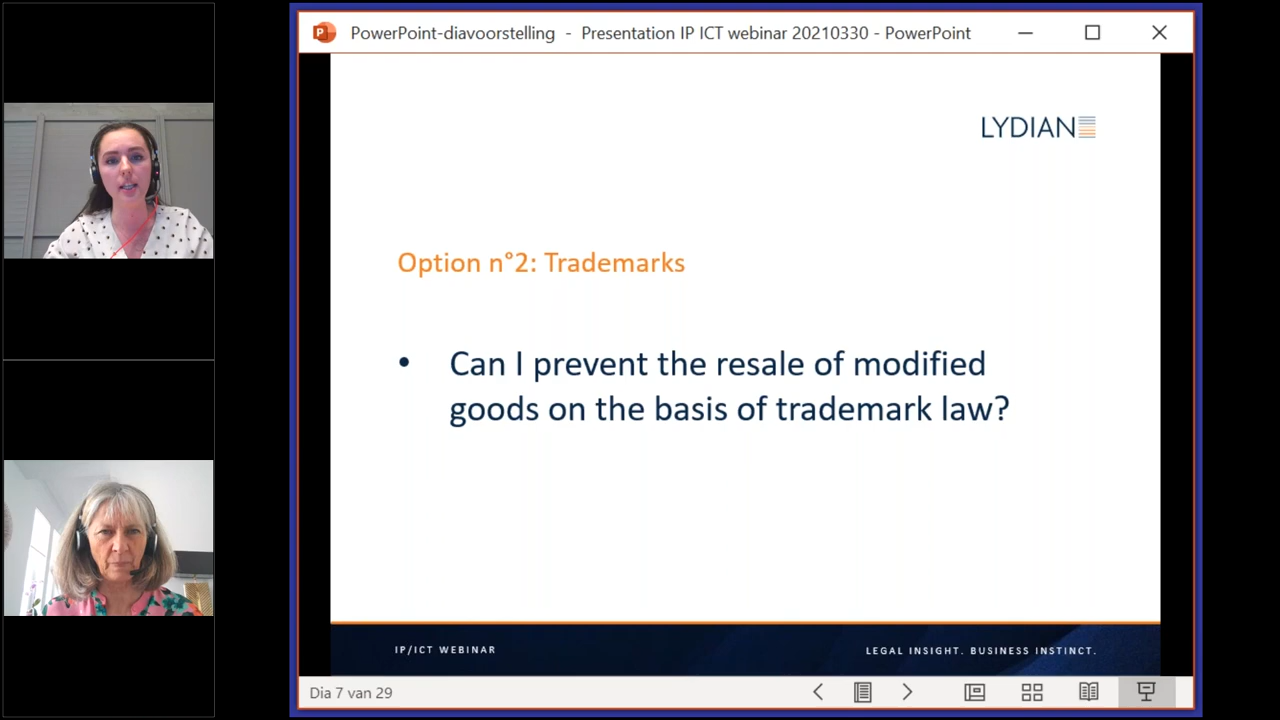 PowerPoint-diavoorstelling - Presentation IP ICT webinar 20210330 - PowerPoint
LYDIAN
Option n°2: Trademarks
• Can I prevent the resale of modified
goods on the basis of trademark law?
IP/ICT WEBINAR
LEGAL INSIGHT. BUSINESS INSTINCT.
Dia 7 van 29